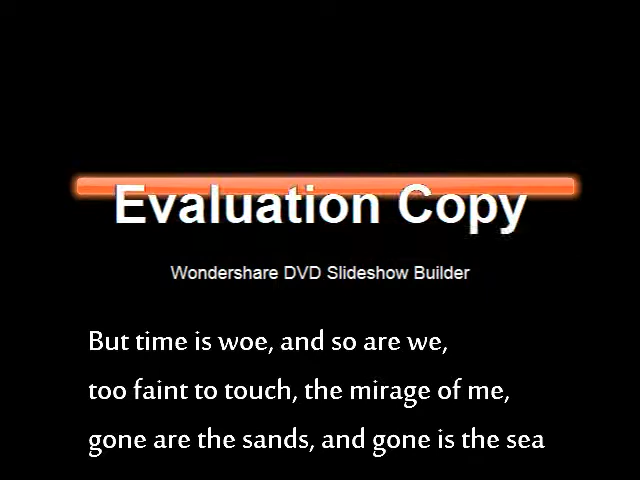 Evaluation Copy
Wondershare DVD Slideshow Builder
But time is woe, and so are we,
too faint to touch, the mirage of me,
gone are the sands, and gone is the sea